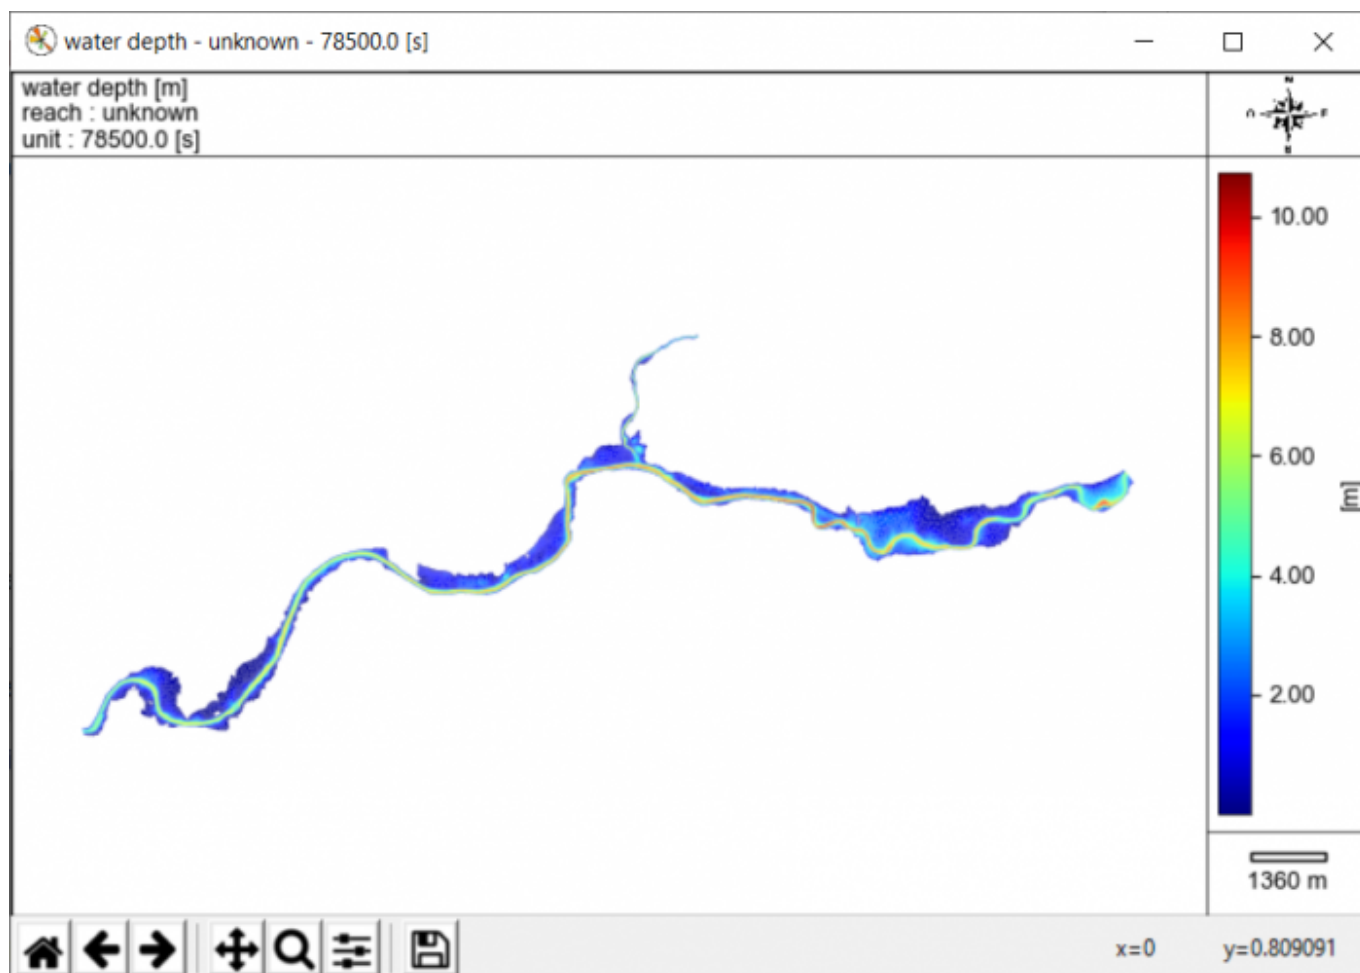 water depth - unknown - 78500.0 [s]
water depth [m]
reach : unknown
unit : 78500.0 [s]
N
O
E
S
10.00
8.00
6.00
[m]
4.00
2.00
1360 m
x=0 y=0.809091